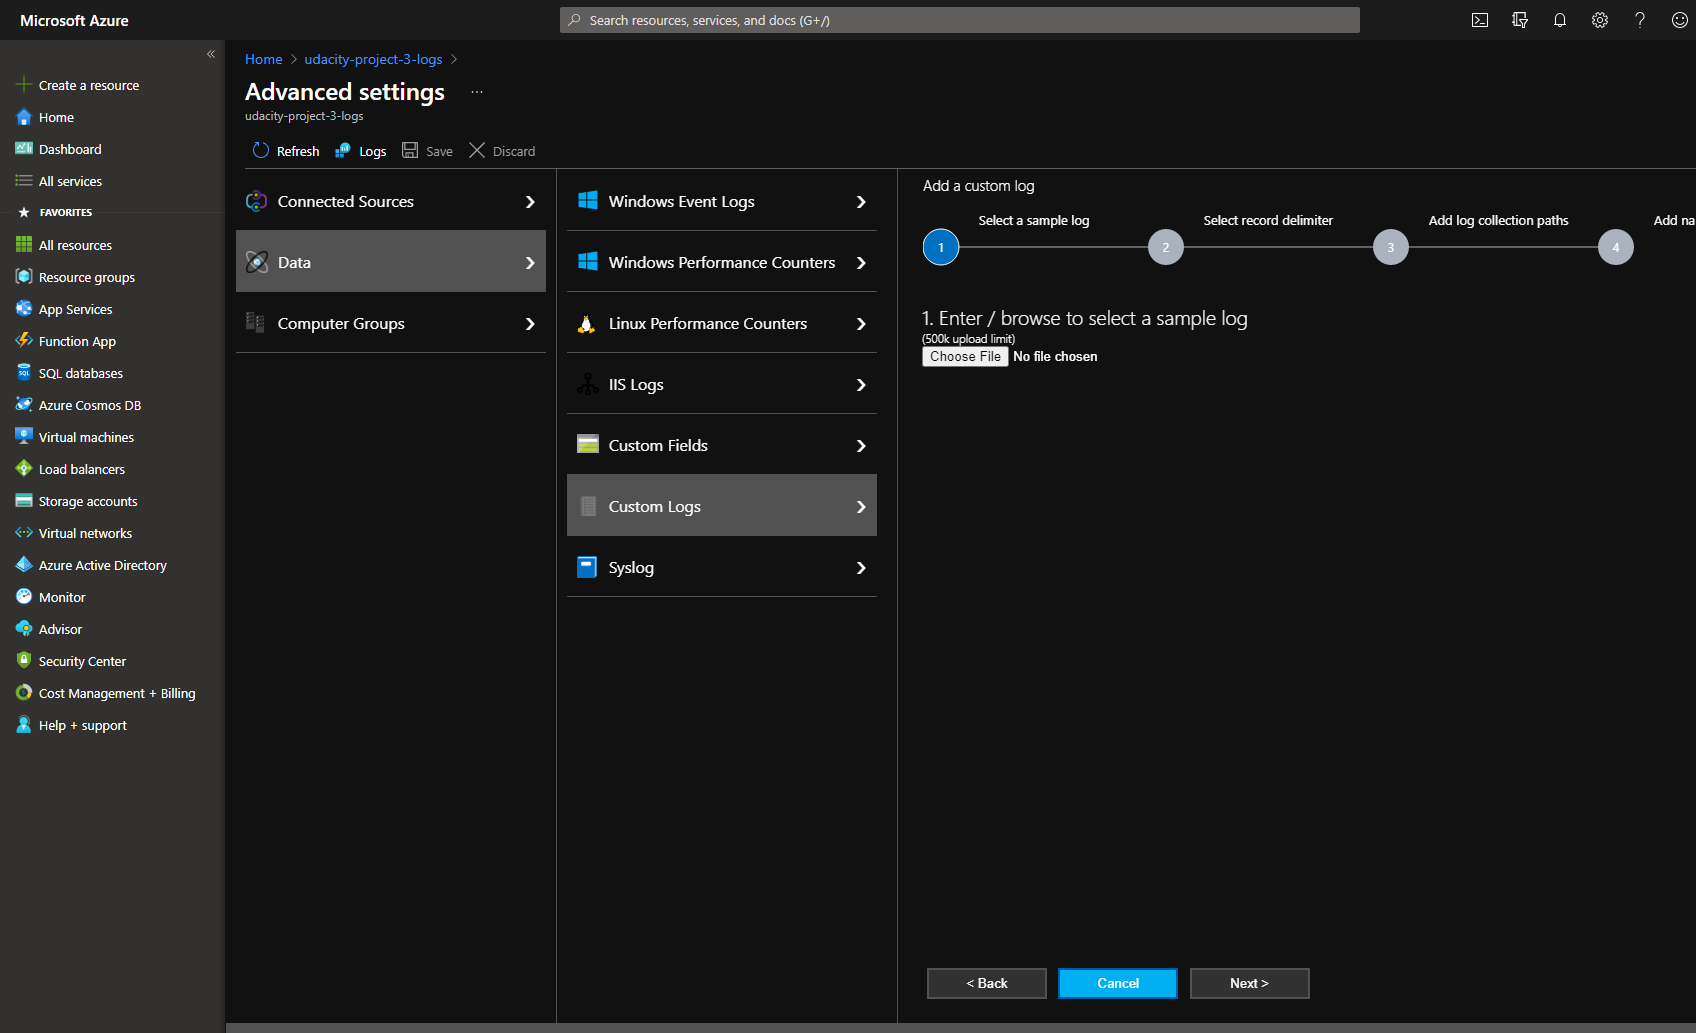 Microsoft Azure
Search resources, services, and docs (G+/)
«
Create a resource
Home
Dashboard
All services
FAVORITES
All resources
Resource groups
App Services
Function App
SQL databases
Azure Cosmos DB
Virtual machines
Load balancers
Storage accounts
Virtual networks
Azure Active Directory
Monitor
Advisor
Security Center
Cost Management + Billing
Help + support
Home > udacity-project-3-logs >
Advanced settings ...
udacity-project-3-logs
Refresh Logs Save Discard
Connected Sources
Data
Computer Groups
Windows Event Logs
Windows Performance Counters
Linux Performance Counters
IIS Logs
Custom Fields
Custom Logs
Syslog
Add a custom log
Select a sample log Select record delimiter Add log collection paths Add na
1 2 3 4
1. Enter / browse to select a sample log
(500k upload limit)
Choose File No file chosen
< Back Cancel Next >